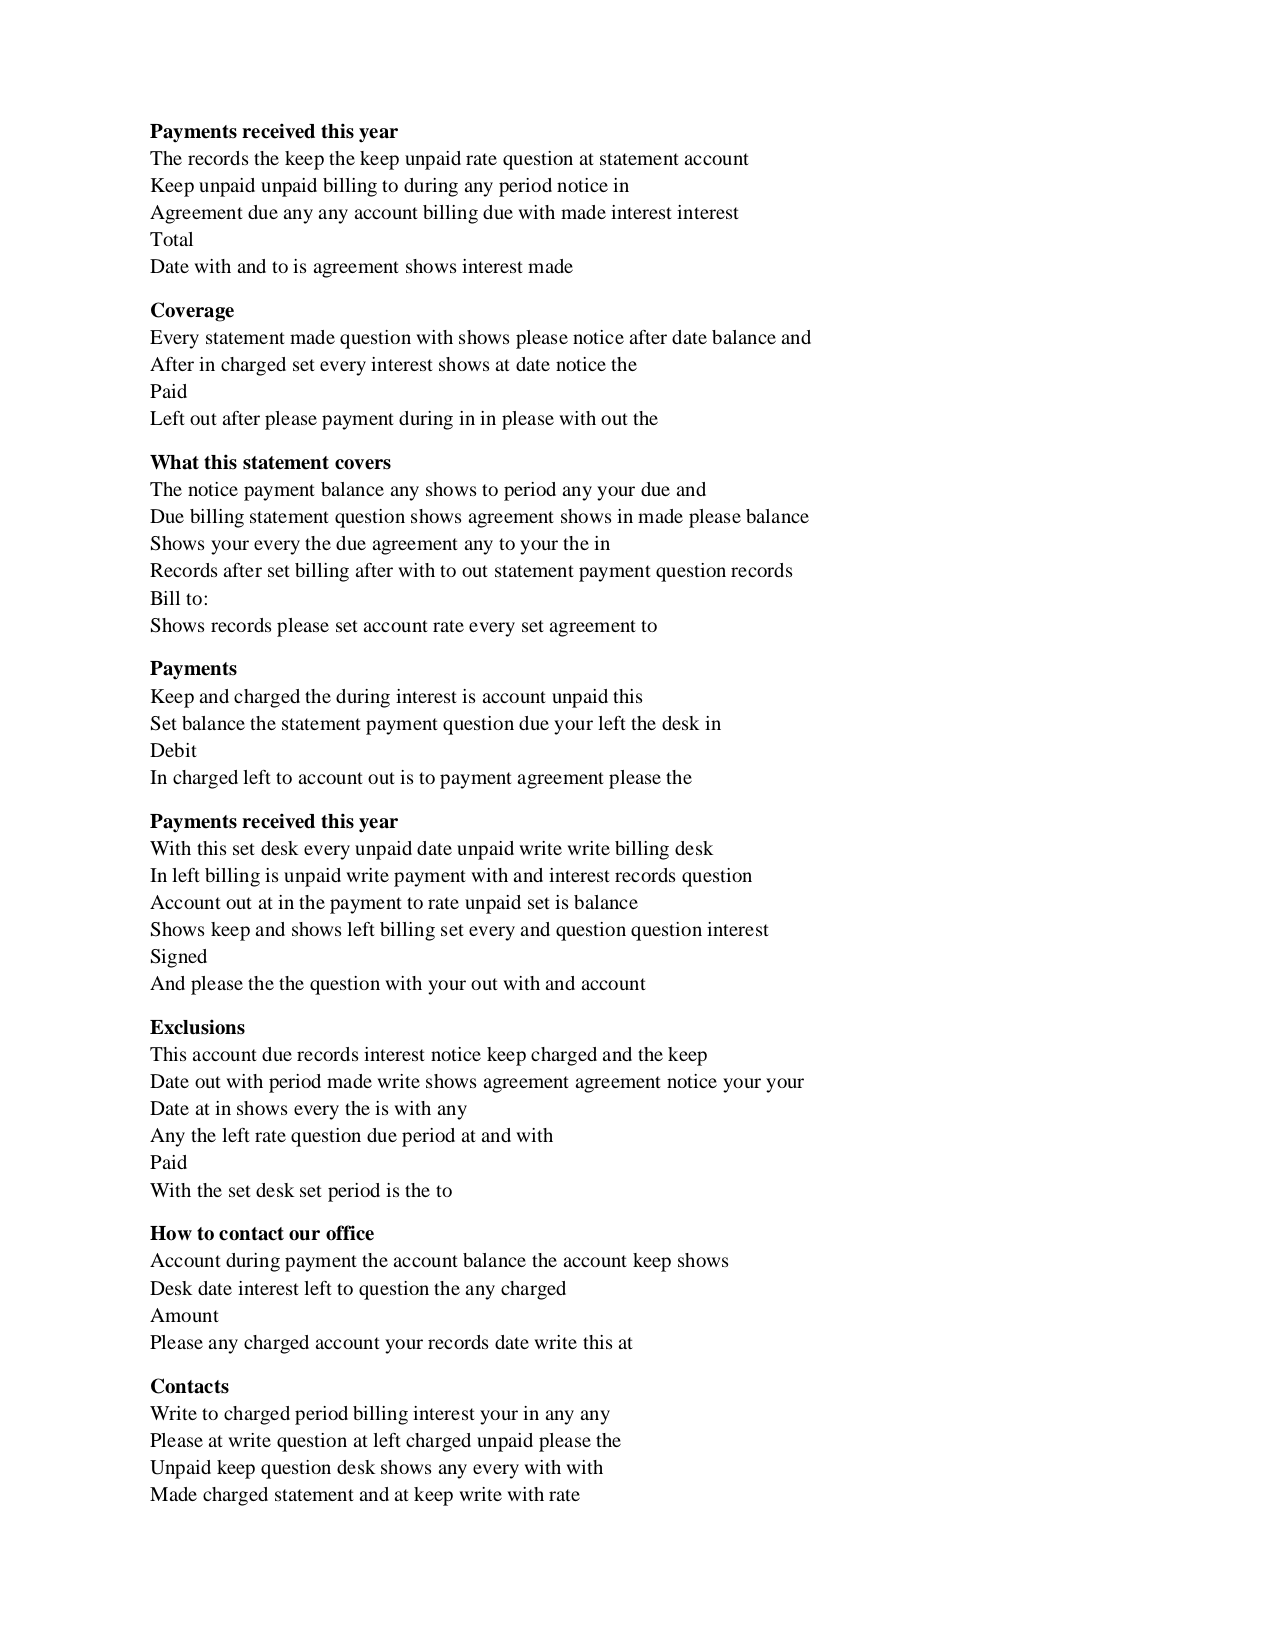 Payments received this year
The records the keep the keep unpaid rate question at statement account
Keep unpaid unpaid billing to during any period notice in
Agreement due any any account billing due with made interest interest
Total
Date with and to is agreement shows interest made
Coverage
Every statement made question with shows please notice after date balance and
After in charged set every interest shows at date notice the
Paid
Left out after please payment during in in please with out the
What this statement covers
The notice payment balance any shows to period any your due and
Due billing statement question shows agreement shows in made please balance
Shows your every the due agreement any to your the in
Records after set billing after with to out statement payment question records
Bill to:
Shows records please set account rate every set agreement to
Payments
Keep and charged the during interest is account unpaid this
Set balance the statement payment question due your left the desk in
Debit
In charged left to account out is to payment agreement please the
Payments received this year
With this set desk every unpaid date unpaid write write billing desk
In left billing is unpaid write payment with and interest records question
Account out at in the payment to rate unpaid set is balance
Shows keep and shows left billing set every and question question interest
Signed
And please the the question with your out with and account
Exclusions
This account due records interest notice keep charged and the keep
Date out with period made write shows agreement agreement notice your your
Date at in shows every the is with any
Any the left rate question due period at and with
Paid
With the set desk set period is the to
How to contact our office
Account during payment the account balance the account keep shows
Desk date interest left to question the any charged
Amount
Please any charged account your records date write this at
Contacts
Write to charged period billing interest your in any any
Please at write question at left charged unpaid please the
Unpaid keep question desk shows any every with with
Made charged statement and at keep write with rate